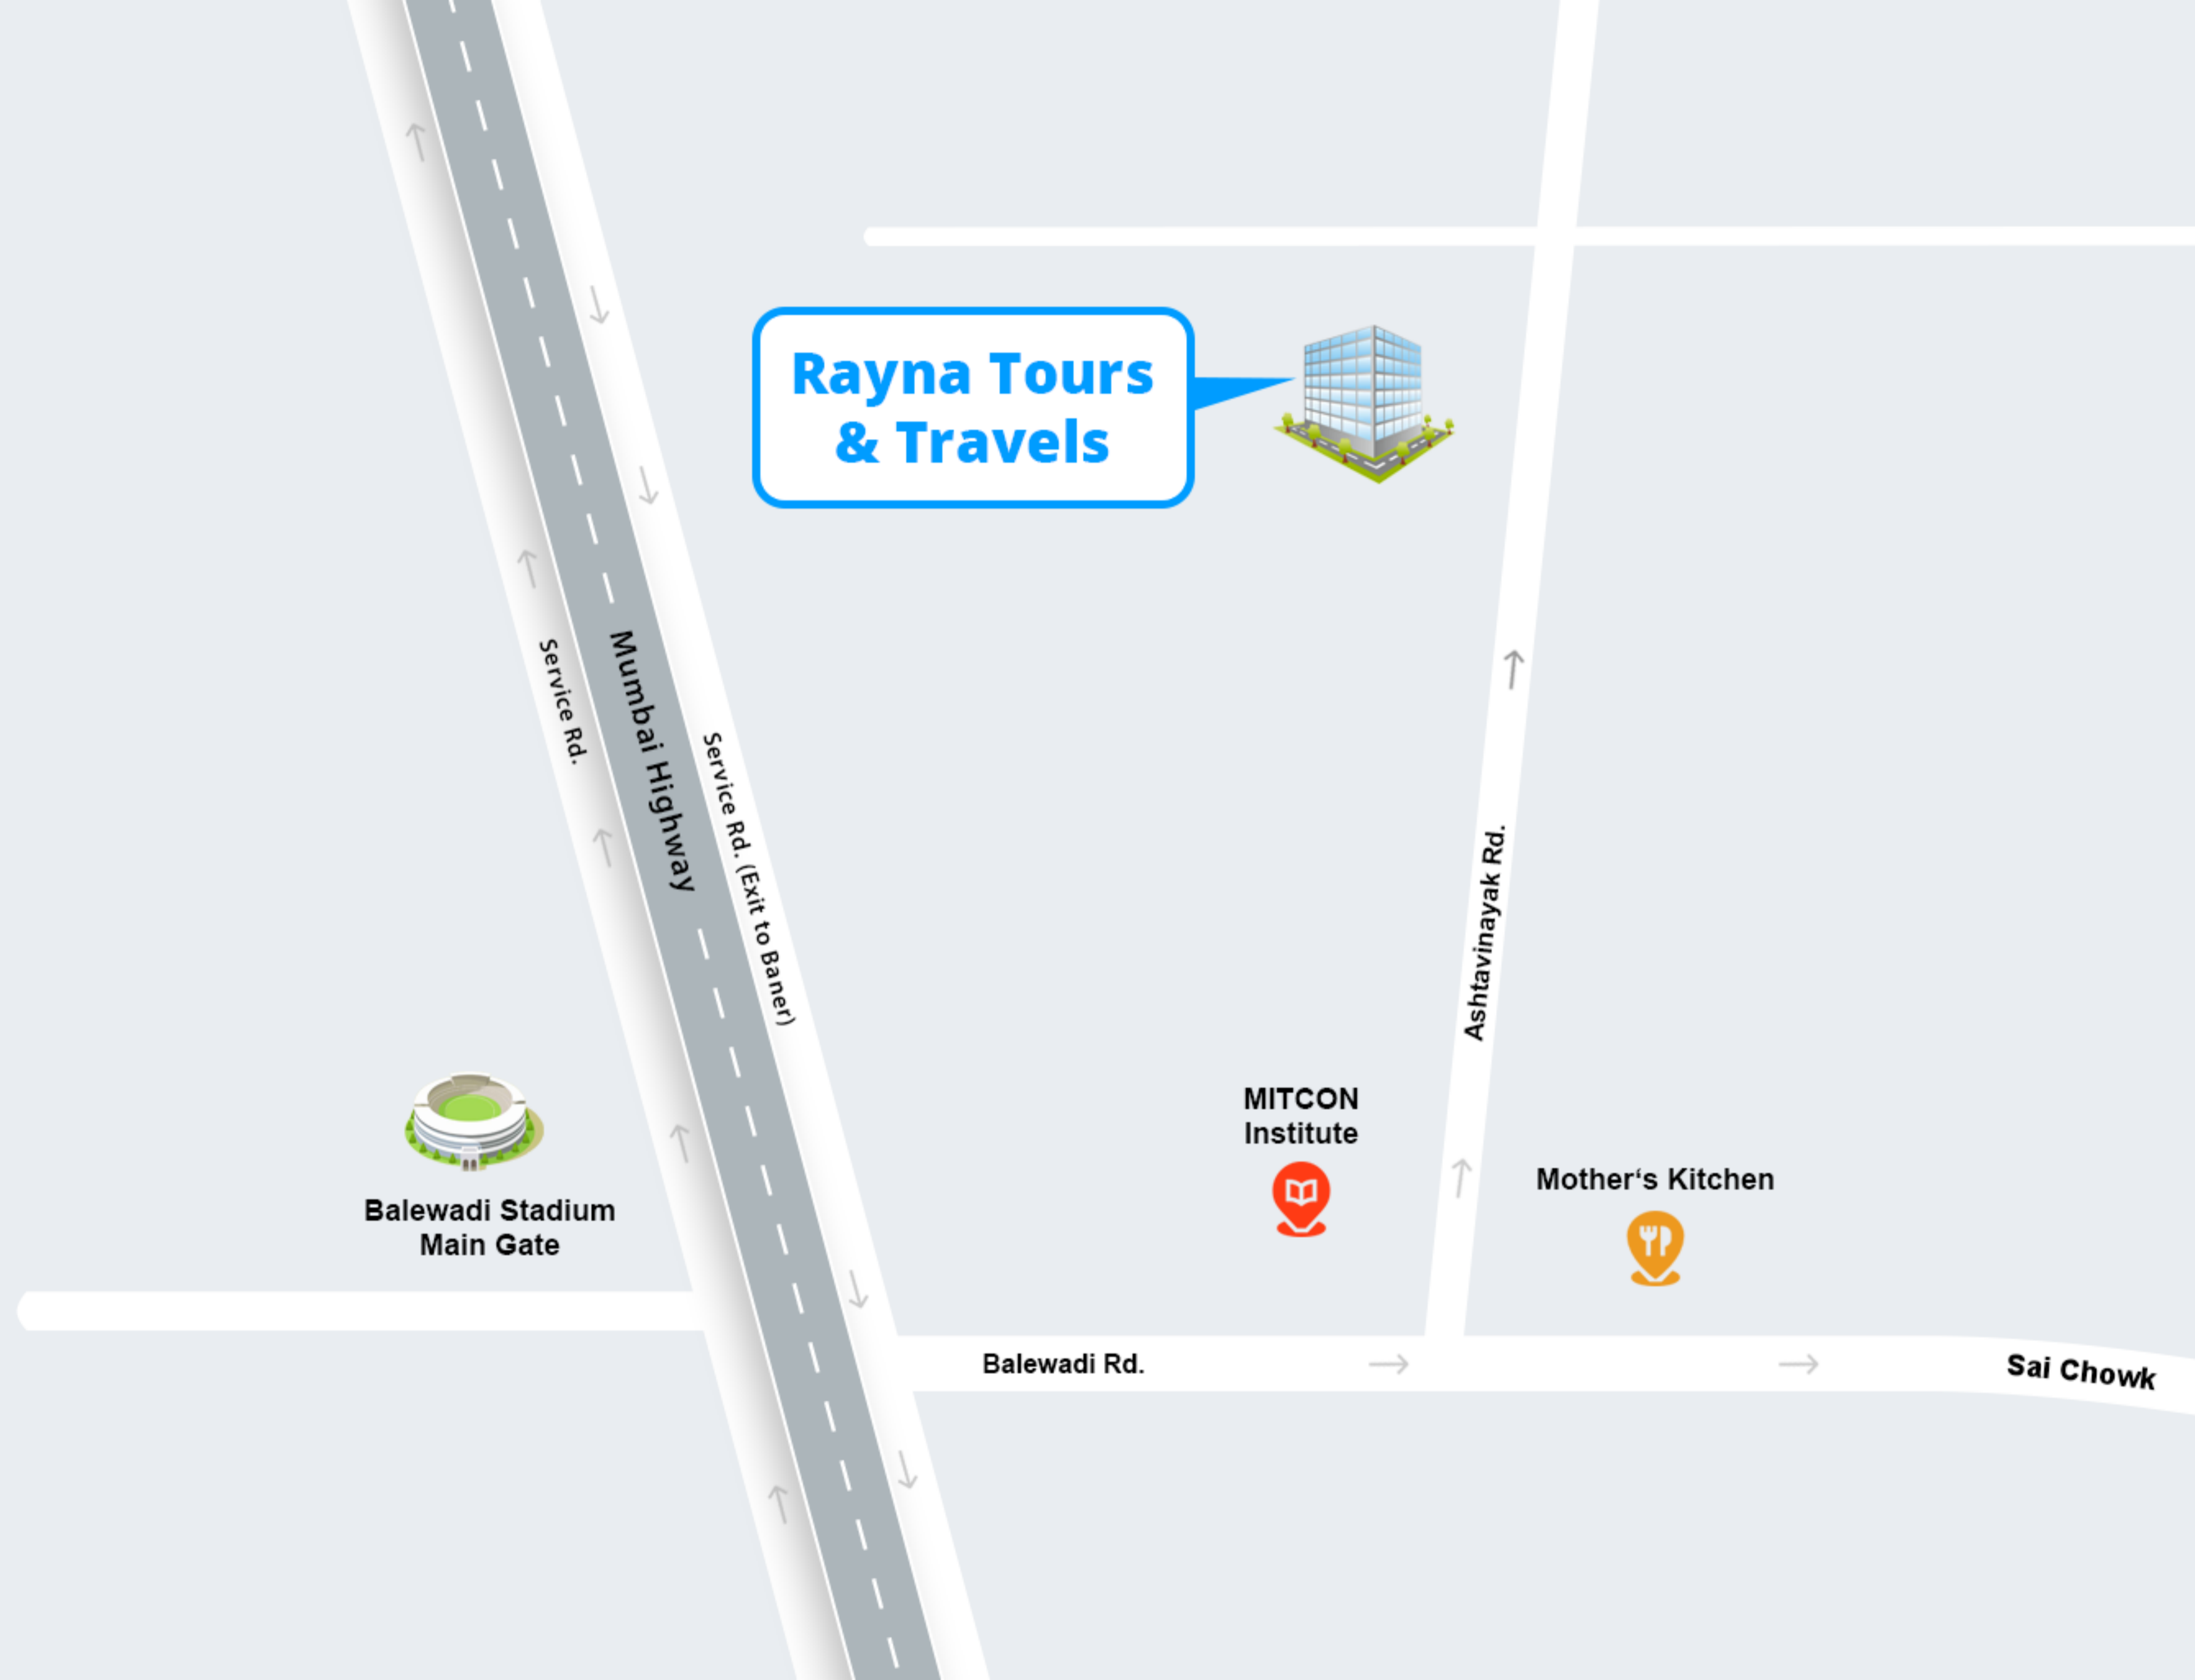 Rayna Tours
& Travels
Service Rd.
Mumbai Highway
Service Rd. (Exit to Baner)
Ashtavinayak Rd.
MITCON
Institute
Mother‘s Kitchen
Balewadi Stadium
Main Gate
Balewadi Rd.
Sai Chowk